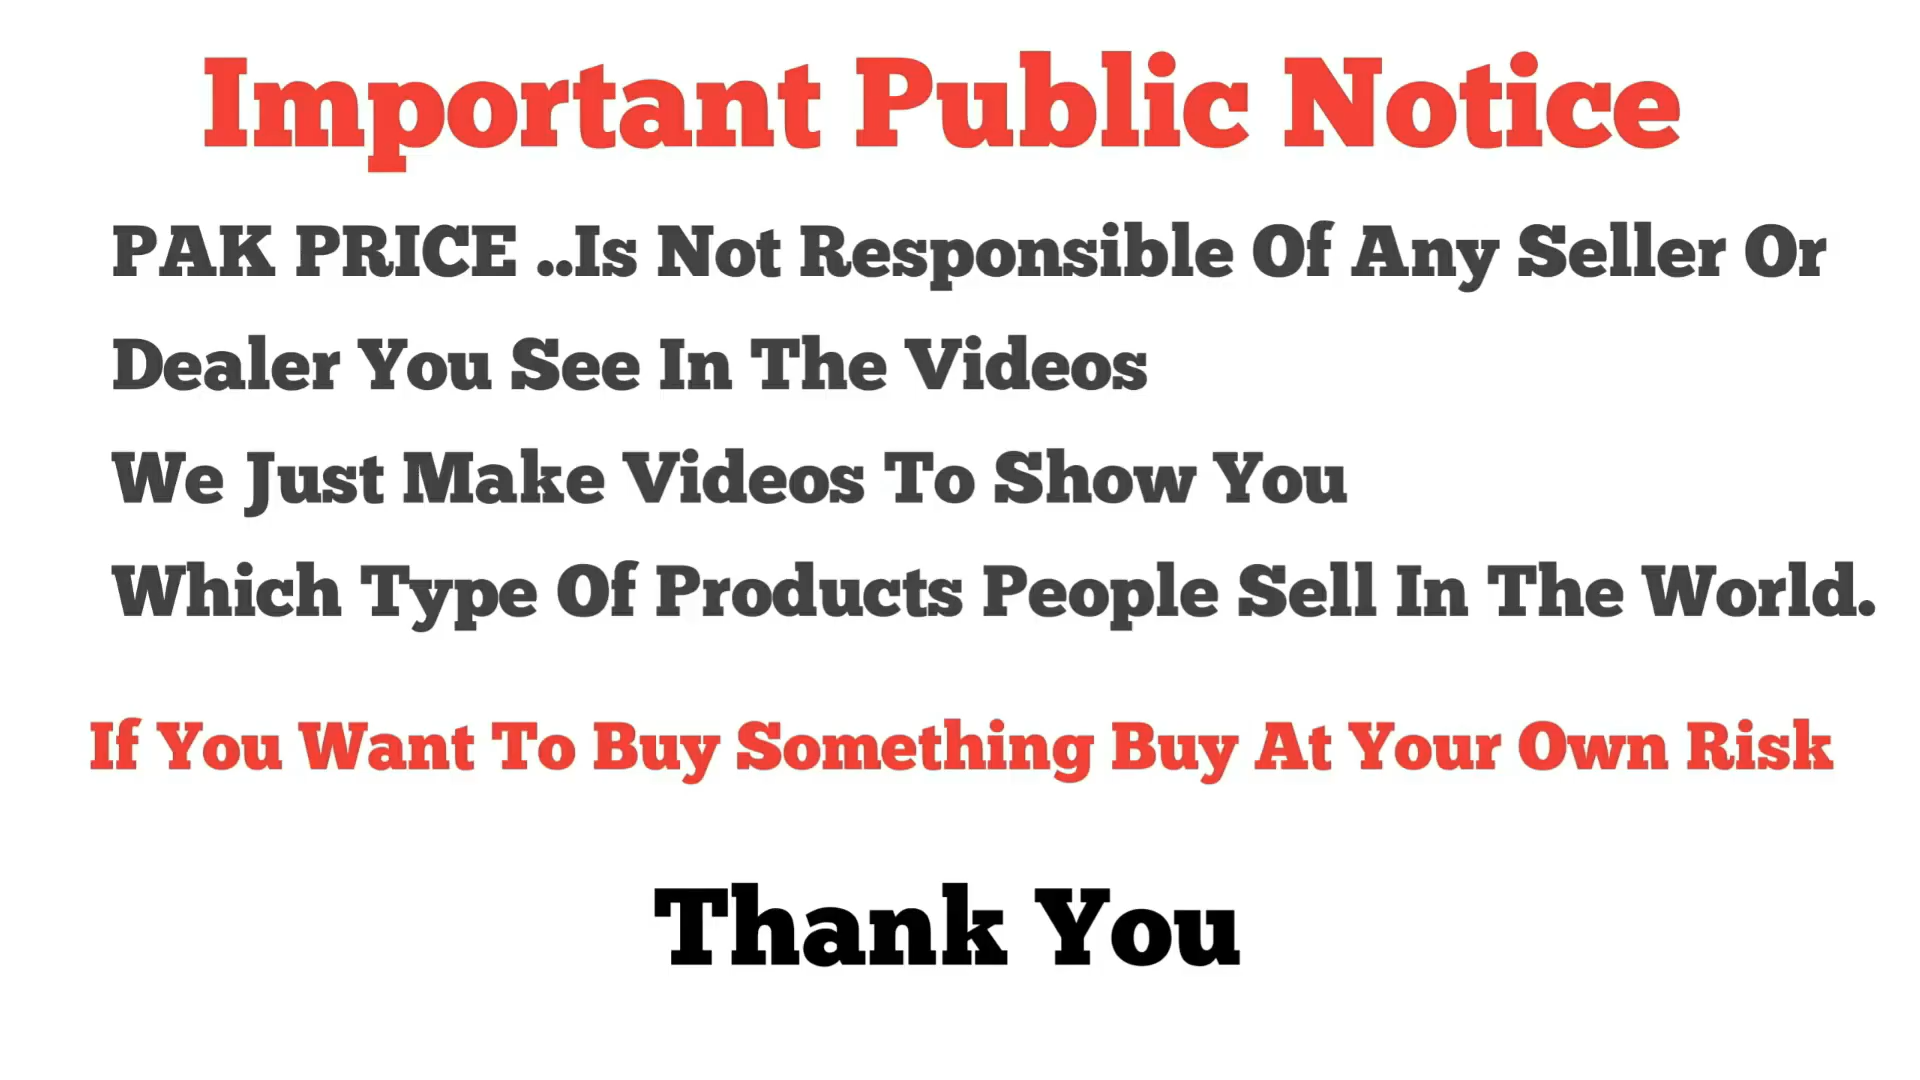 Important Public Notice
PAK PRICE ..Is Not Responsible Of Any Seller Or
Dealer You See In The Videos
We Just Make Videos To Show You
Which Type Of Products People Sell In The World.
If You Want To Buy Something Buy At Your Own Risk
Thank You